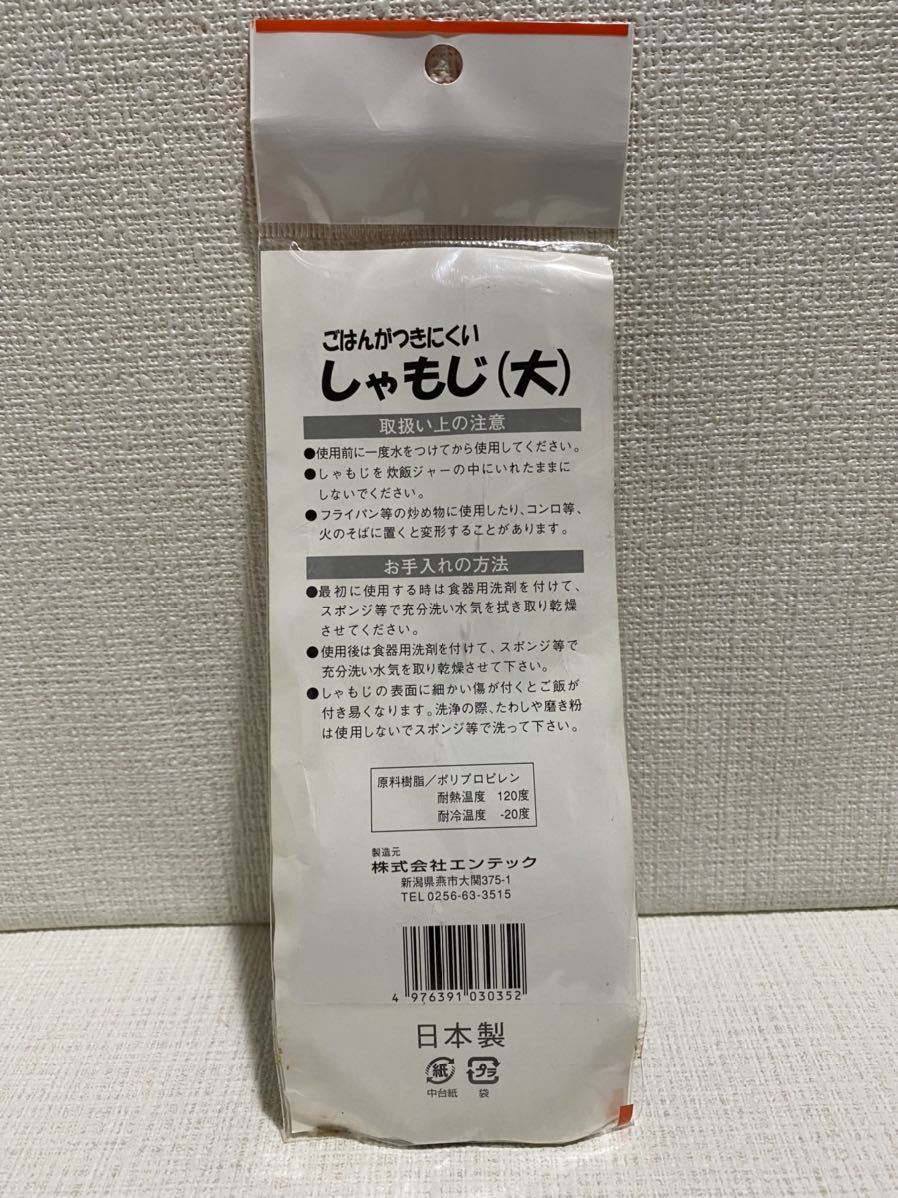 ごはんがつきにくい
しゃもじ(大)
取扱い上の注意
●使用前に一度水をつけてから使用してください。
●しゃもじを炊飯ジャーの中にいれたままに
しないでください。
●フライパン等の炒め物に使用したり、コンロ等、
火のそばに置くと変形することがあります。
お手入れの方法
●最初に使用する時は食器用洗剤を付けて、
スポンジ等で充分洗い水気を拭き取り乾燥
させてください。
●使用後は食器用洗剤を付けて、スポンジ等で
充分洗い水気を取り乾燥させて下さい。
●しゃもじの表面に細かい傷が付くとご飯が
付き易くなります。洗浄の際、たわしや磨き粉
は使用しないでスポンジ等で洗って下さい。
原料樹脂/ポリプロピレン
耐熱温度 120度
耐冷温度 -20度
製造元
株式会社エンテック
新潟県燕市大関375-1
TEL0256-63-3515
4 976391 030352
日本製
紙 プラ
中台紙 袋